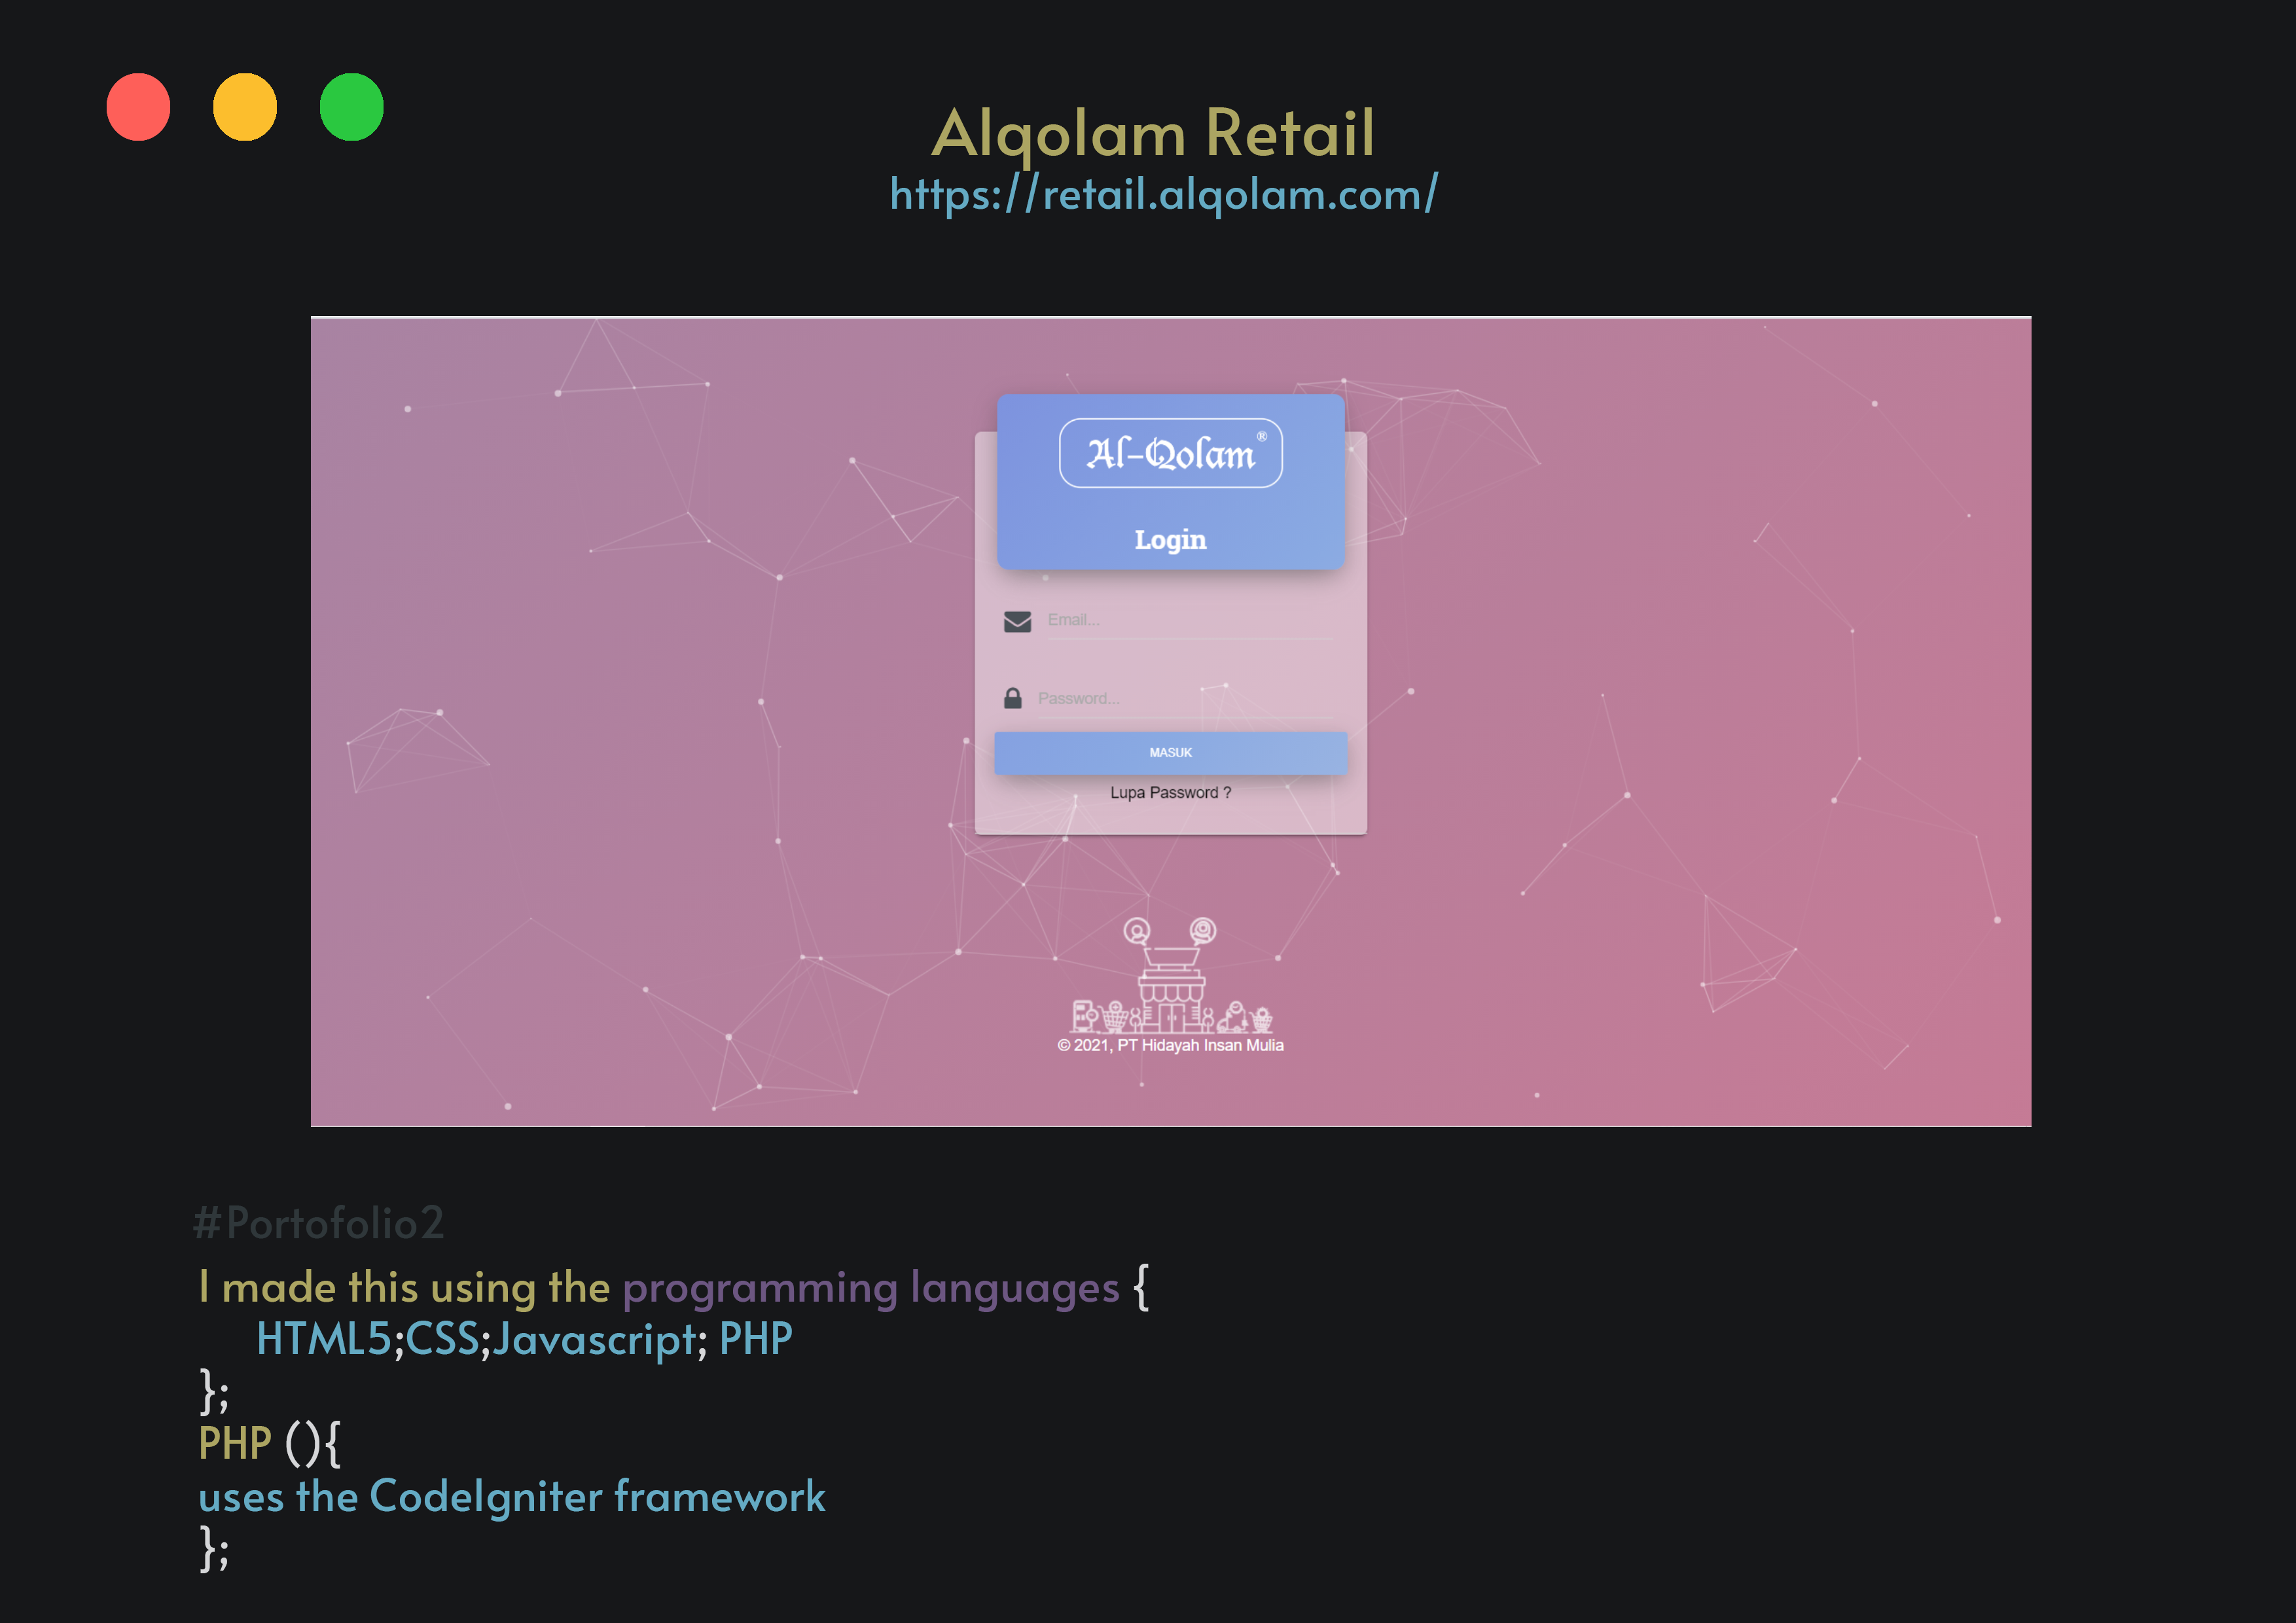 Alqolam Retail
https://retail.alqolam.com/
Al-Qolam®
Login
Email...
Password...
MASUK
Lupa Password ?
© 2021, PT Hidayah Insan Mulia
#Portofolio2
I made this using the programming languages {
HTML5;CSS;Javascript; PHP
};
PHP (){
uses the CodeIgniter framework
};